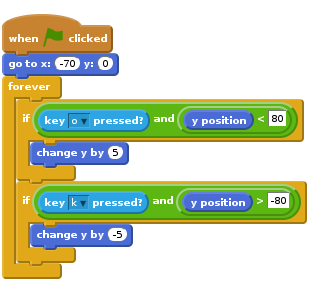 when clicked
go to x: -70 y: 0
forever
if key o pressed? and y position < 80
change y by 5
if key k pressed? and y position > -80
change y by -5